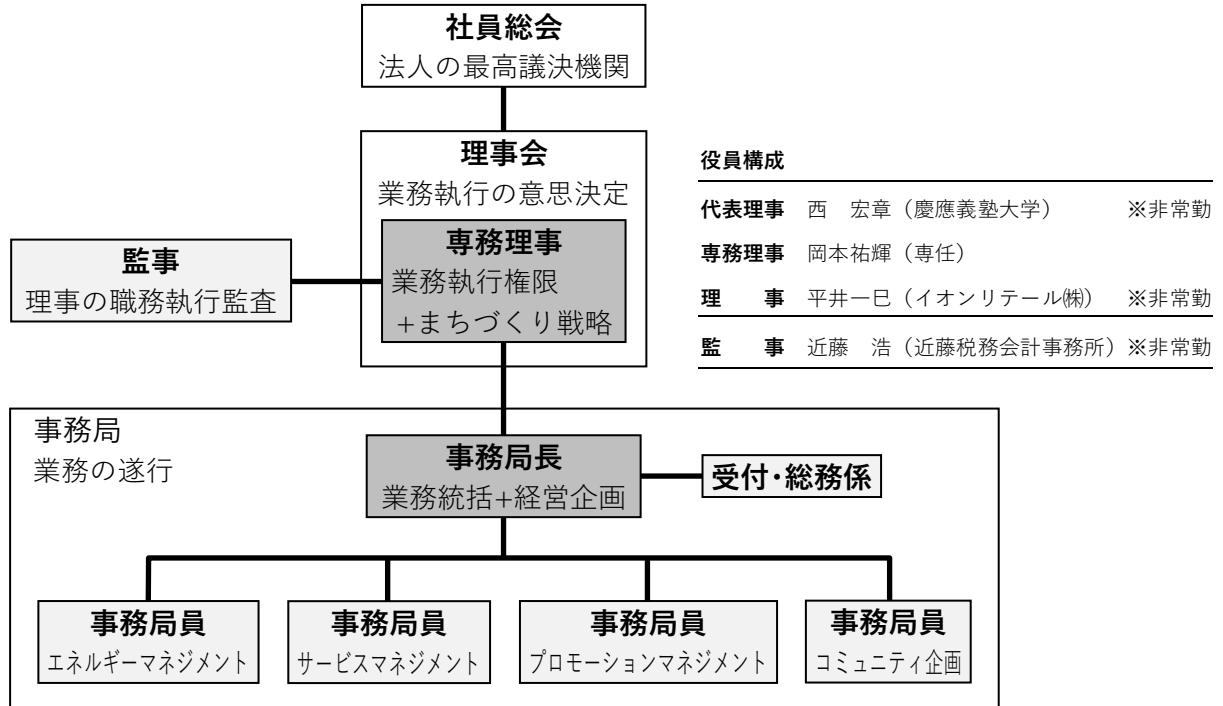 社員総会
法人の最高議決機関
理事会
業務執行の意思決定
専務理事
業務執行権限
+まちづくり戦略
監事
理事の職務執行監査
役員構成
代表理事 西 宏章（慶應義塾大学） ※非常勤
専務理事 岡本祐輝（専任）
理 事 平井一巳（イオンリテール㈱） ※非常勤
監 事 近藤 浩（近藤税務会計事務所）※非常勤
事務局
業務の遂行
事務局長
業務統括+経営企画
受付・総務係
事務局員
エネルギーマネジメント
事務局員
サービスマネジメント
事務局員
プロモーションマネジメント
事務局員
コミュニティ企画